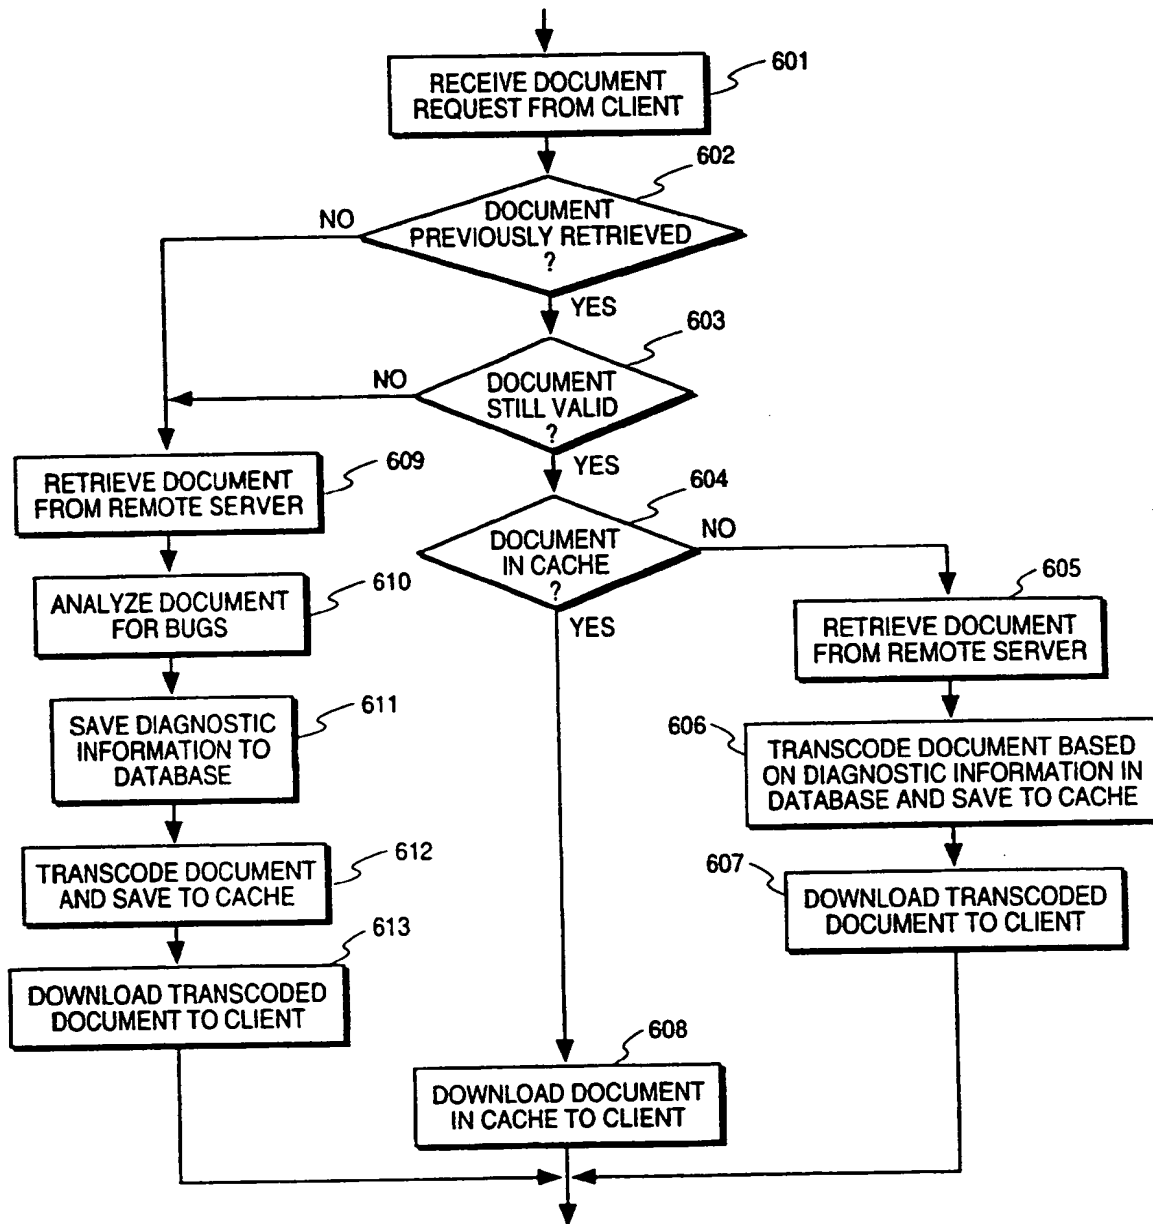 601
RECEIVE DOCUMENT
REQUEST FROM CLIENT
602
NO
DOCUMENT
PREVIOUSLY RETRIEVED
?
YES
603
NO
DOCUMENT
STILL VALID
?
YES
604
NO
DOCUMENT
IN CACHE
?
YES
609
RETRIEVE DOCUMENT
FROM REMOTE SERVER
610
ANALYZE DOCUMENT
FOR BUGS
611
SAVE DIAGNOSTIC
INFORMATION TO
DATABASE
612
TRANSCODE DOCUMENT
AND SAVE TO CACHE
613
DOWNLOAD TRANSCODED
DOCUMENT TO CLIENT
605
RETRIEVE DOCUMENT
FROM REMOTE SERVER
606
TRANSCODE DOCUMENT BASED
ON DIAGNOSTIC INFORMATION IN
DATABASE AND SAVE TO CACHE
607
DOWNLOAD TRANSCODED
DOCUMENT TO CLIENT
608
DOWNLOAD DOCUMENT
IN CACHE TO CLIENT